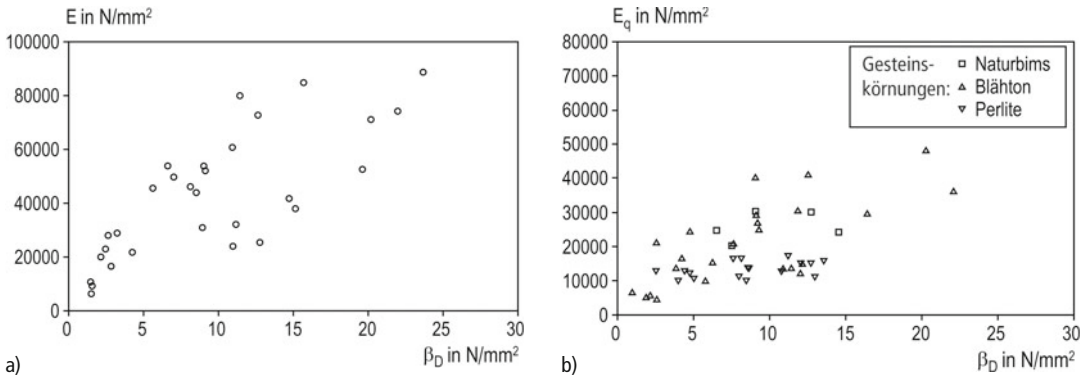 E in N/mm²
100000
80000
60000
40000
20000
0
0 5 10 15 20 25 30
β_D in N/mm²
a)
E_q in N/mm²
80000
70000
60000
50000
40000
30000
20000
10000
0
0 5 10 15 20 25 30
β_D in N/mm²
Gesteins-
körnungen:
Naturbims
Blähton
Perlite
b)